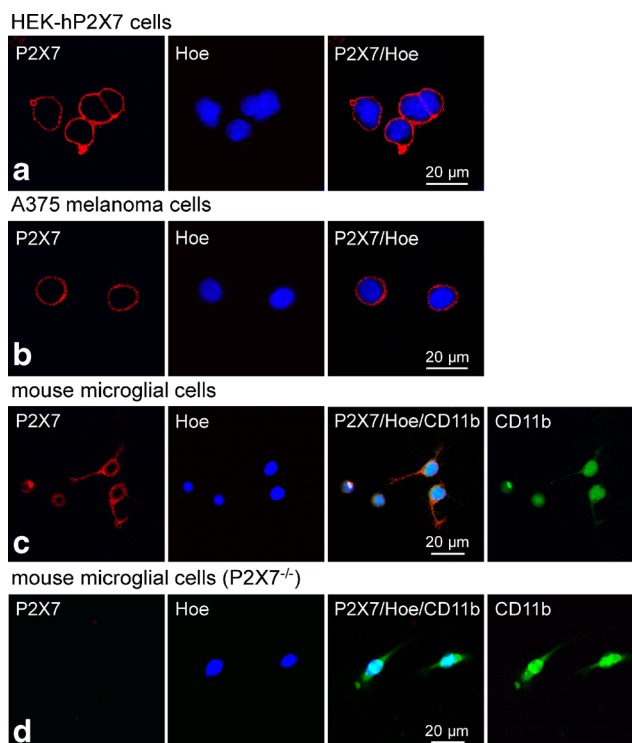 HEK-hP2X7 cells
P2X7
Hoe
P2X7/Hoe
a
20 µm
A375 melanoma cells
P2X7
Hoe
P2X7/Hoe
b
20 µm
mouse microglial cells
P2X7
Hoe
P2X7/Hoe/CD11b
CD11b
c
20 µm
mouse microglial cells (P2X7⁻/⁻)
P2X7
Hoe
P2X7/Hoe/CD11b
CD11b
d
20 µm